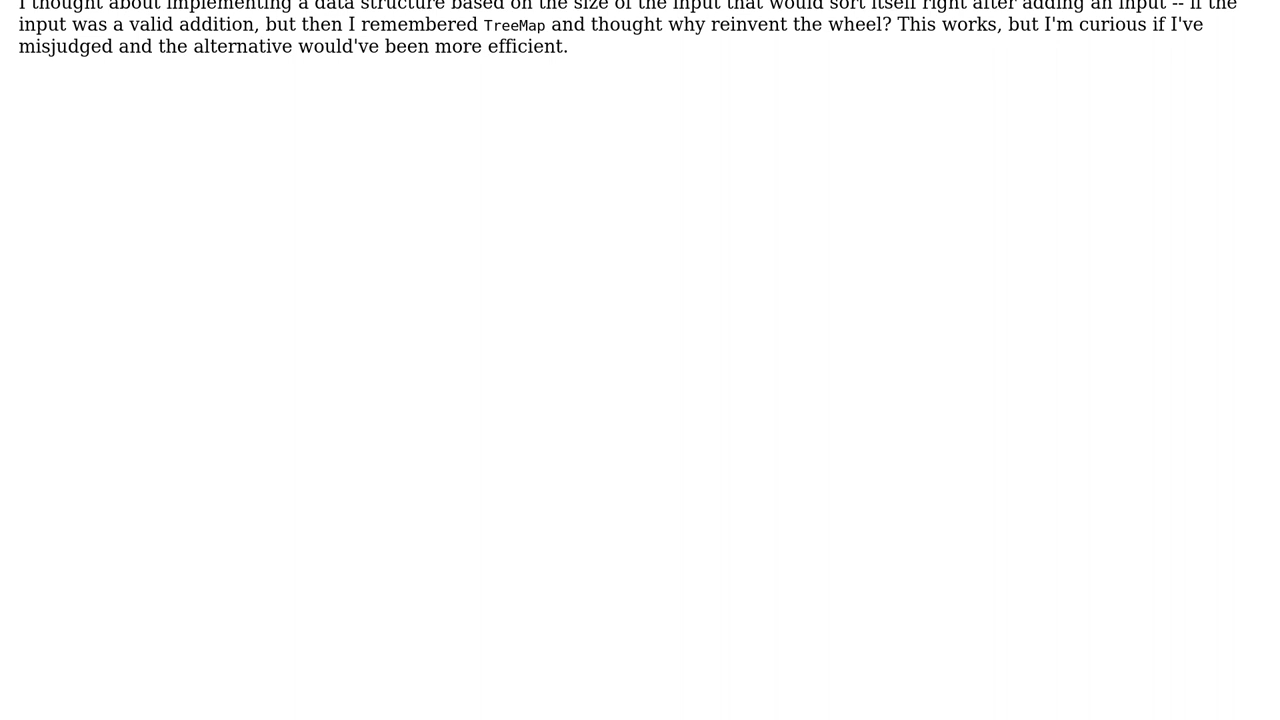 I thought about implementing a data structure based on the size of the input that would sort itself right after adding an input -- if the
input was a valid addition, but then I remembered TreeMap and thought why reinvent the wheel? This works, but I'm curious if I've
misjudged and the alternative would've been more efficient.